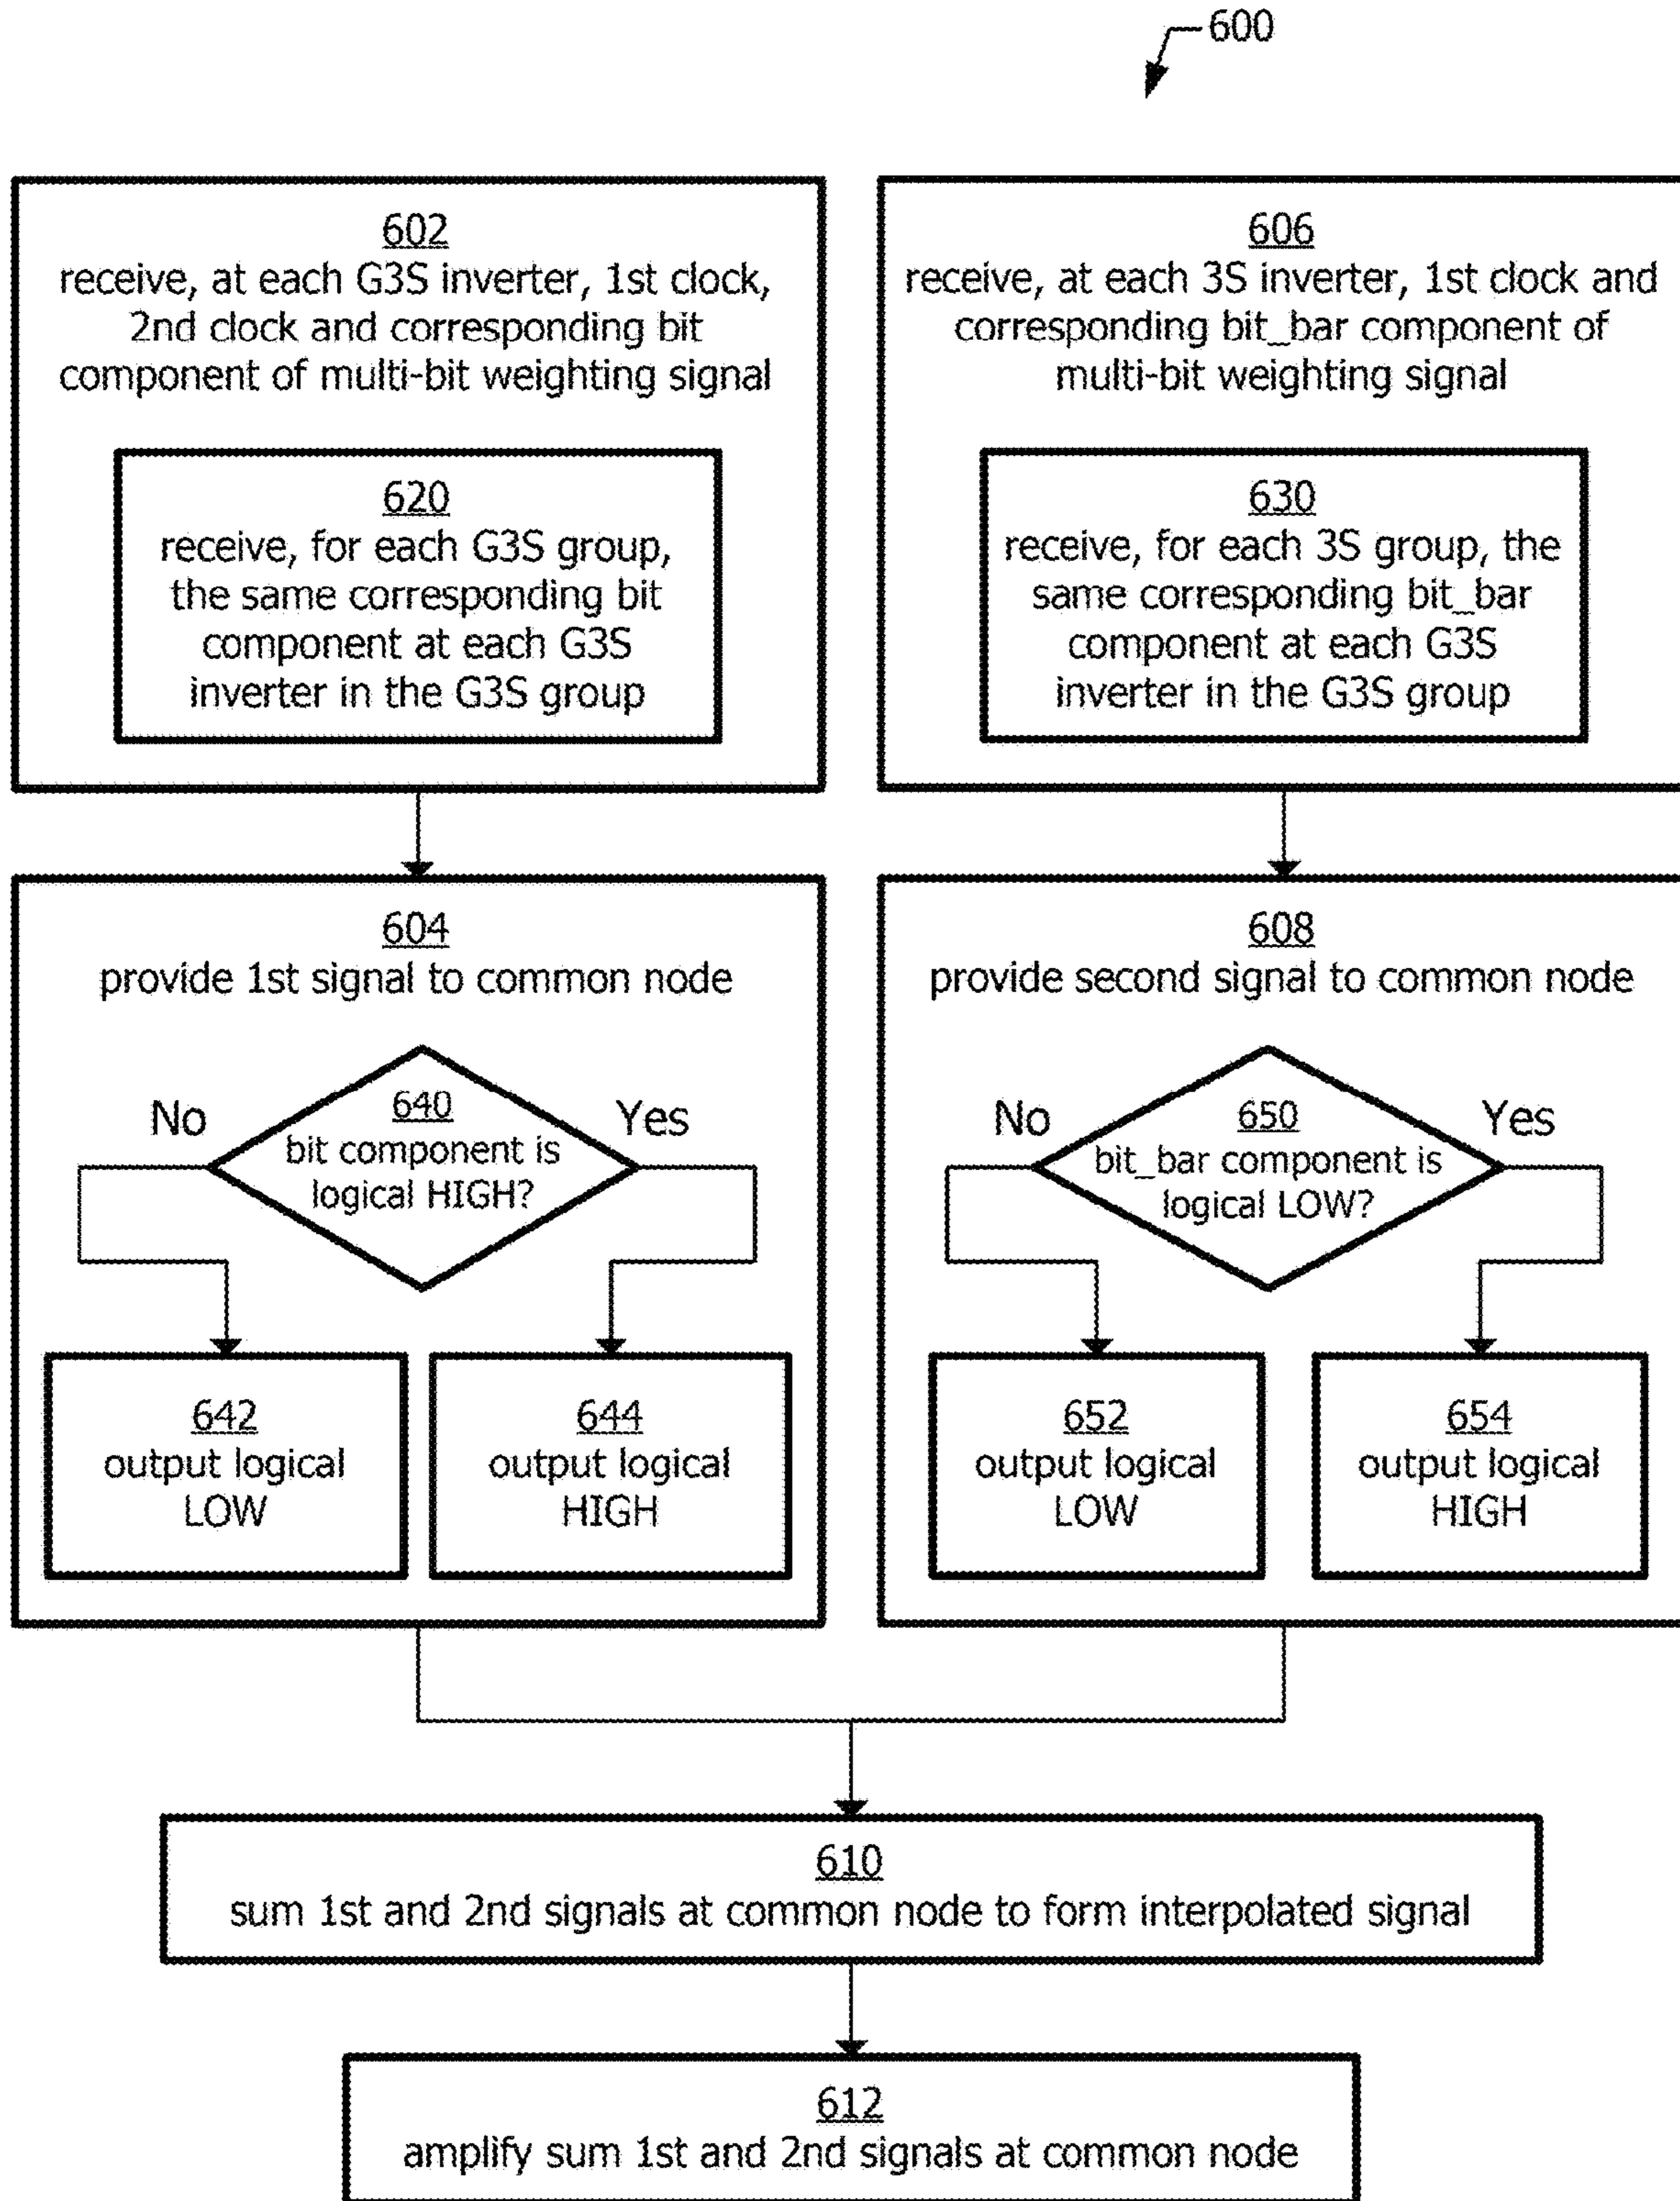 600
602
receive, at each G3S inverter, 1st clock,
2nd clock and corresponding bit
component of multi-bit weighting signal
620
receive, for each G3S group,
the same corresponding bit
component at each G3S
inverter in the G3S group
606
receive, at each 3S inverter, 1st clock and
corresponding bit_bar component of
multi-bit weighting signal
630
receive, for each 3S group, the
same corresponding bit_bar
component at each G3S
inverter in the G3S group
604
provide 1st signal to common node
No
640
bit component is
logical HIGH?
Yes
642
output logical
LOW
644
output logical
HIGH
608
provide second signal to common node
No
650
bit_bar component is
logical LOW?
Yes
652
output logical
LOW
654
output logical
HIGH
610
sum 1st and 2nd signals at common node to form interpolated signal
612
amplify sum 1st and 2nd signals at common node